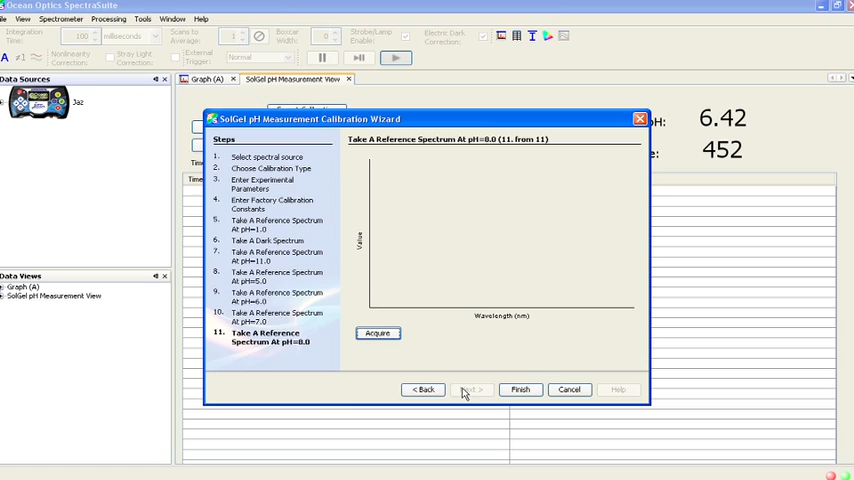 Ocean Optics SpectraSuite
File View Spectrometer Processing Tools Window Help
Integration Time: 100 milliseconds Scans to Average: 1 Boxcar Width: 0 Strobe/Lamp Enable: Electric Dark Correction:
A ≠1 Nonlinearity Correction: Stray Light Correction: External Trigger: Normal
Data Sources
Graph (A) SolGel pH Measurement View
Jaz
6.42
452
SolGel pH Measurement Calibration Wizard
Steps
1. Select spectral source
2. Choose Calibration Type
3. Enter Experimental
Parameters
4. Enter Factory Calibration
Constants
5. Take A Reference Spectrum
At pH=1.0
6. Take A Dark Spectrum
7. Take A Reference Spectrum
At pH=11.0
8. Take A Reference Spectrum
At pH=5.0
9. Take A Reference Spectrum
At pH=6.0
10. Take A Reference Spectrum
At pH=7.0
11. Take A Reference
Spectrum At pH=8.0
Take A Reference Spectrum At pH=8.0 (11. from 11)
Value
Wavelength (nm)
Acquire
< Back Finish Cancel Help
Data Views
Graph (A)
SolGel pH Measurement View